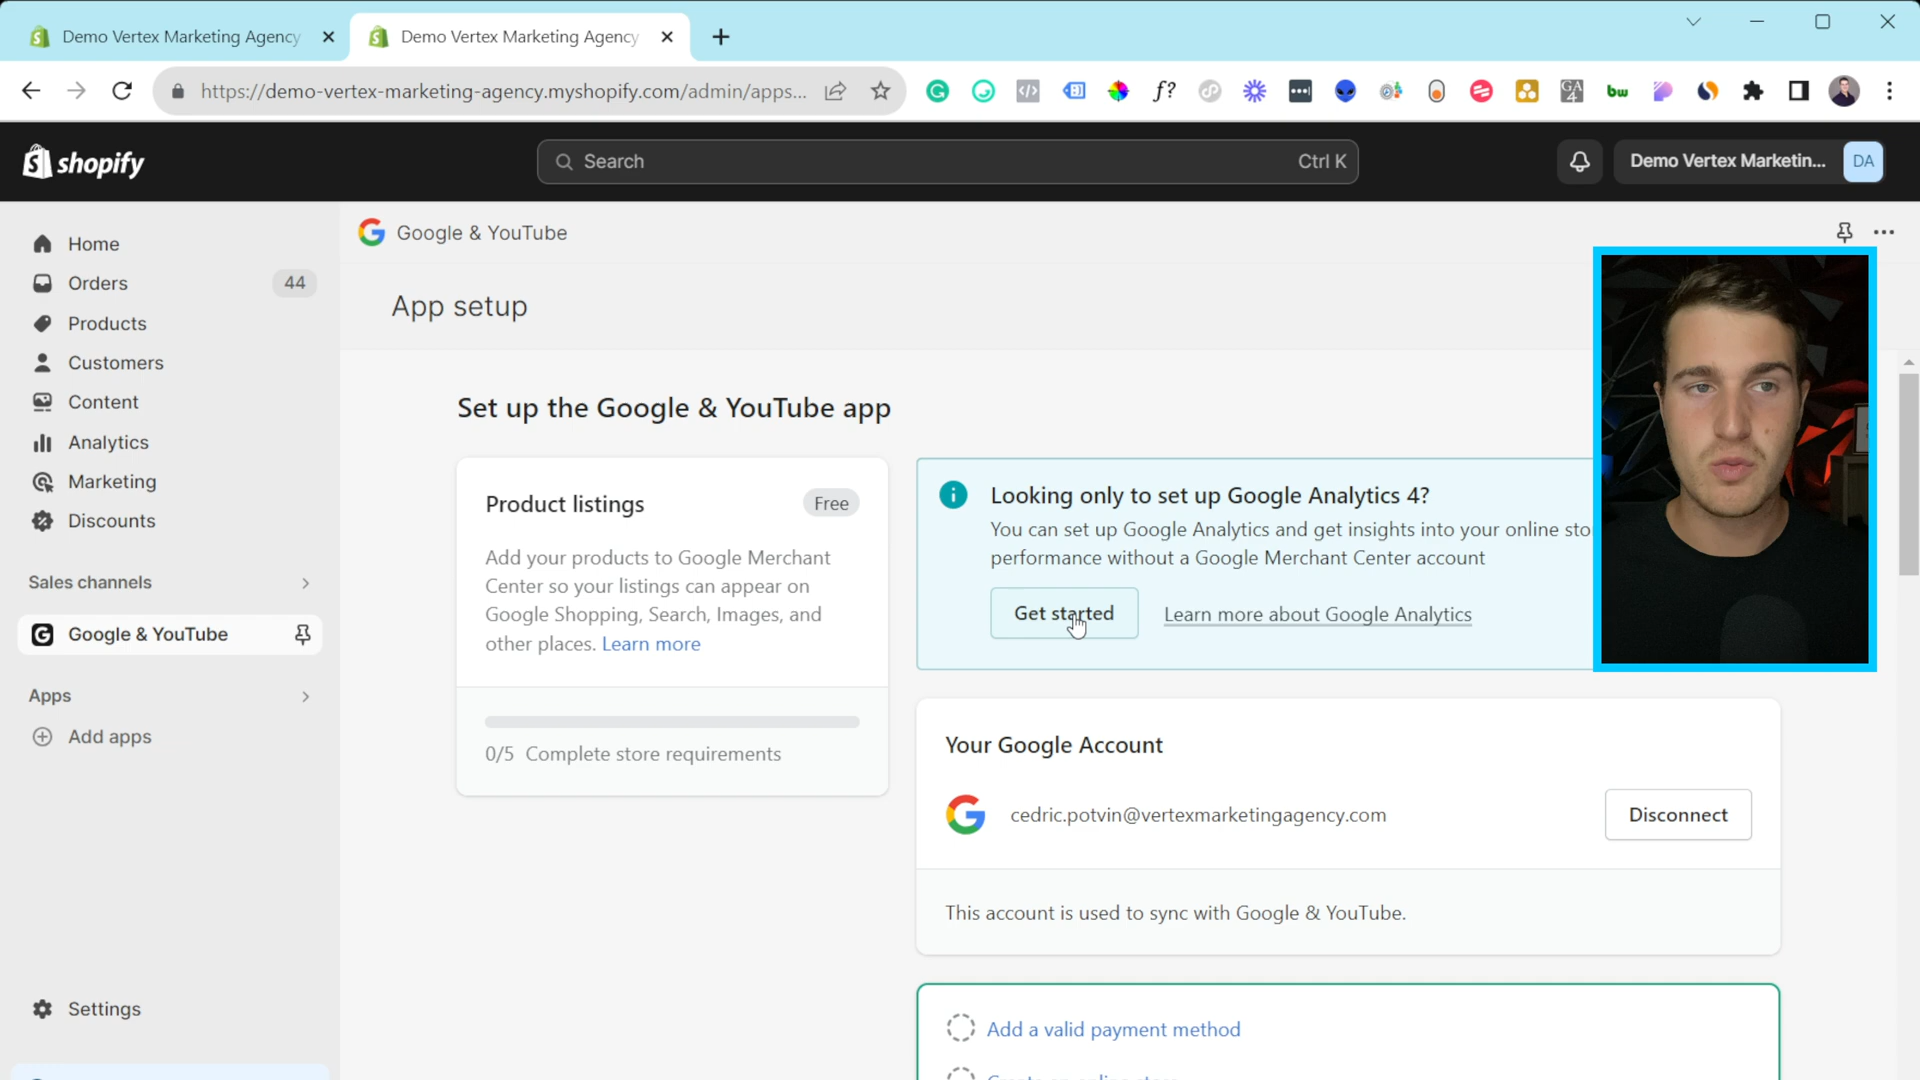 Demo Vertex Marketing Agency
Demo Vertex Marketing Agency
https://demo-vertex-marketing-agency.myshopify.com/admin/apps...
f?
GA
4
bw
shopify
Search
Ctrl K
Demo Vertex Marketin...
DA
Home
Orders
44
Products
Customers
Content
Analytics
Marketing
Discounts
Sales channels
Google & YouTube
Apps
Add apps
Settings
Google & YouTube
App setup
Set up the Google & YouTube app
Product listings
Free
Add your products to Google Merchant
Center so your listings can appear on
Google Shopping, Search, Images, and
other places. Learn more
0/5 Complete store requirements
Looking only to set up Google Analytics 4?
You can set up Google Analytics and get insights into your online sto
performance without a Google Merchant Center account
Get started
Learn more about Google Analytics
Your Google Account
cedric.potvin@vertexmarketingagency.com
Disconnect
This account is used to sync with Google & YouTube.
Add a valid payment method